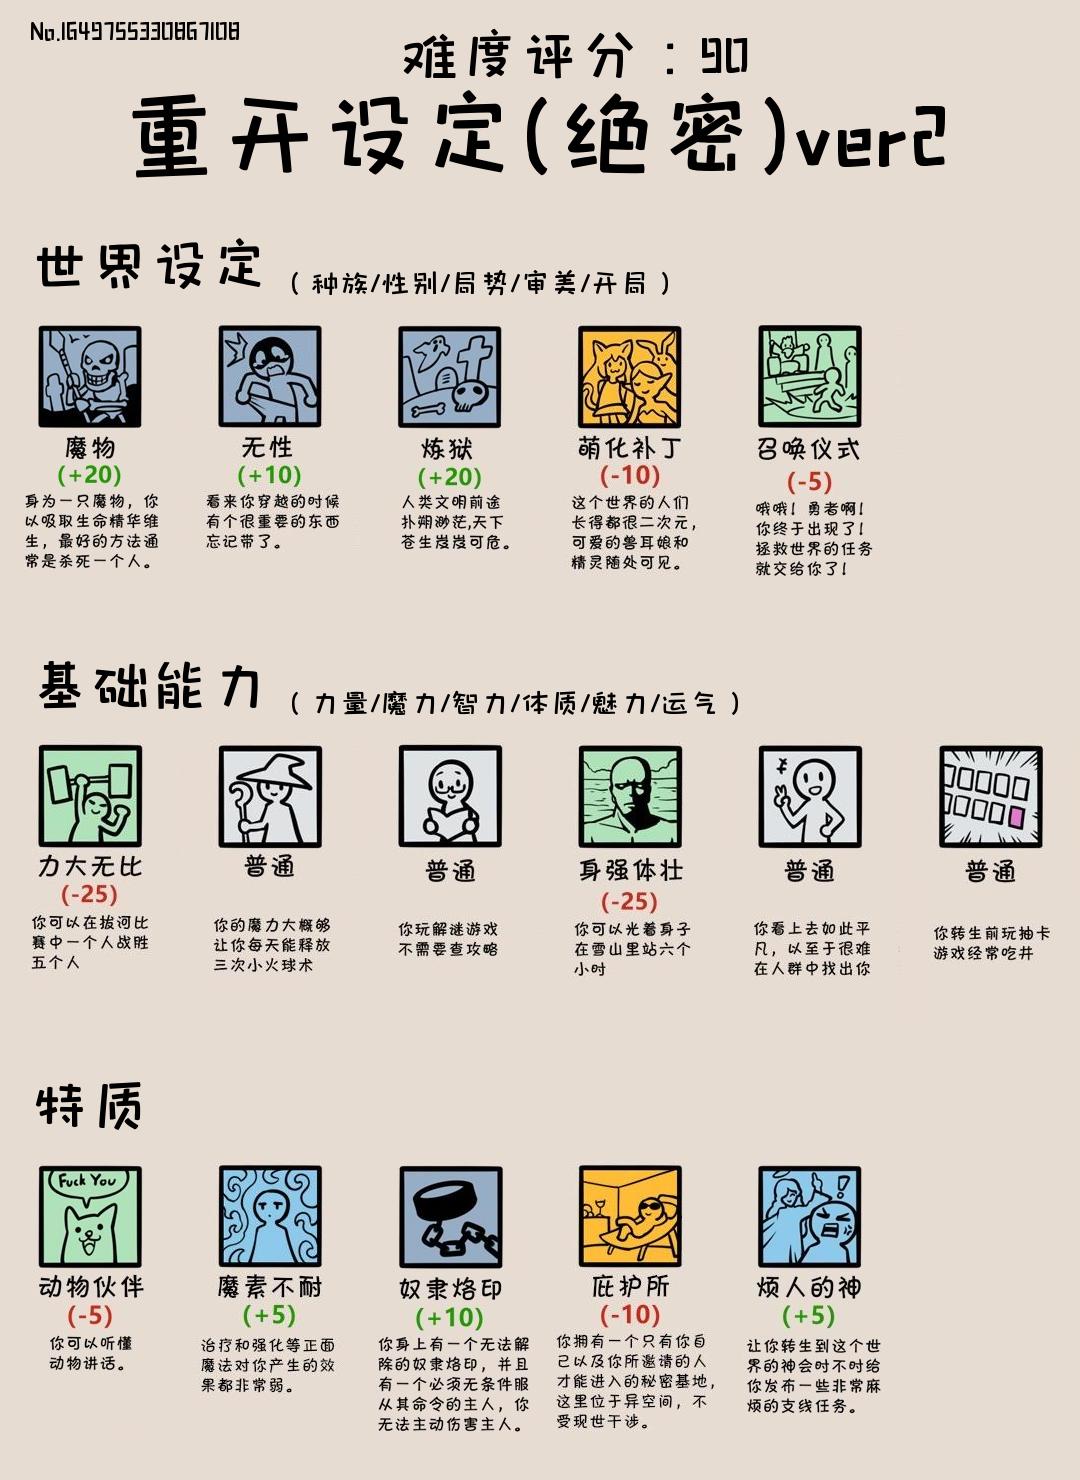 No.1649755330867108
难度评分：90
重开设定(绝密)ver2
世界设定（种族/性别/局势/审美/开局）
魔物
(+20)
身为一只魔物，你
以吸取生命精华维
生，最好的方法通
常是杀死一个人。
无性
(+10)
看来你穿越的时候
有个很重要的东西
忘记带了。
炼狱
(+20)
人类文明前途
扑朔渺茫,天下
苍生岌岌可危。
萌化补丁
(-10)
这个世界的人们
长得都很二次元，
可爱的兽耳娘和
精灵随处可见。
召唤仪式
(-5)
哦哦！勇者啊！
你终于出现了！
拯救世界的任务
就交给你了！
基础能力（力量/魔力/智力/体质/魅力/运气）
力大无比
(-25)
你可以在拔河比
赛中一个人战胜
五个人
普通
你的魔力大概够
让你每天能释放
三次小火球术
普通
你玩解谜游戏
不需要查攻略
身强体壮
(-25)
你可以光着身子
在雪山里站六个
小时
普通
你看上去如此平
凡，以至于很难
在人群中找出你
普通
你转生前玩抽卡
游戏经常吃井
特质
Fuck You
动物伙伴
(-5)
你可以听懂
动物讲话。
魔素不耐
(+5)
治疗和强化等正面
魔法对你产生的效
果都非常弱。
奴隶烙印
(+10)
你身上有一个无法解
除的奴隶烙印，并且
有一个必须无条件服
从其命令的主人，你
无法主动伤害主人。
庇护所
(-10)
你拥有一个只有你自
己以及你所邀请的人
才能进入的秘密基地，
这里位于异空间，不
受现世干涉。
烦人的神
(+5)
让你转生到这个世
界的神会时不时给
你发布一些非常麻
烦的支线任务。